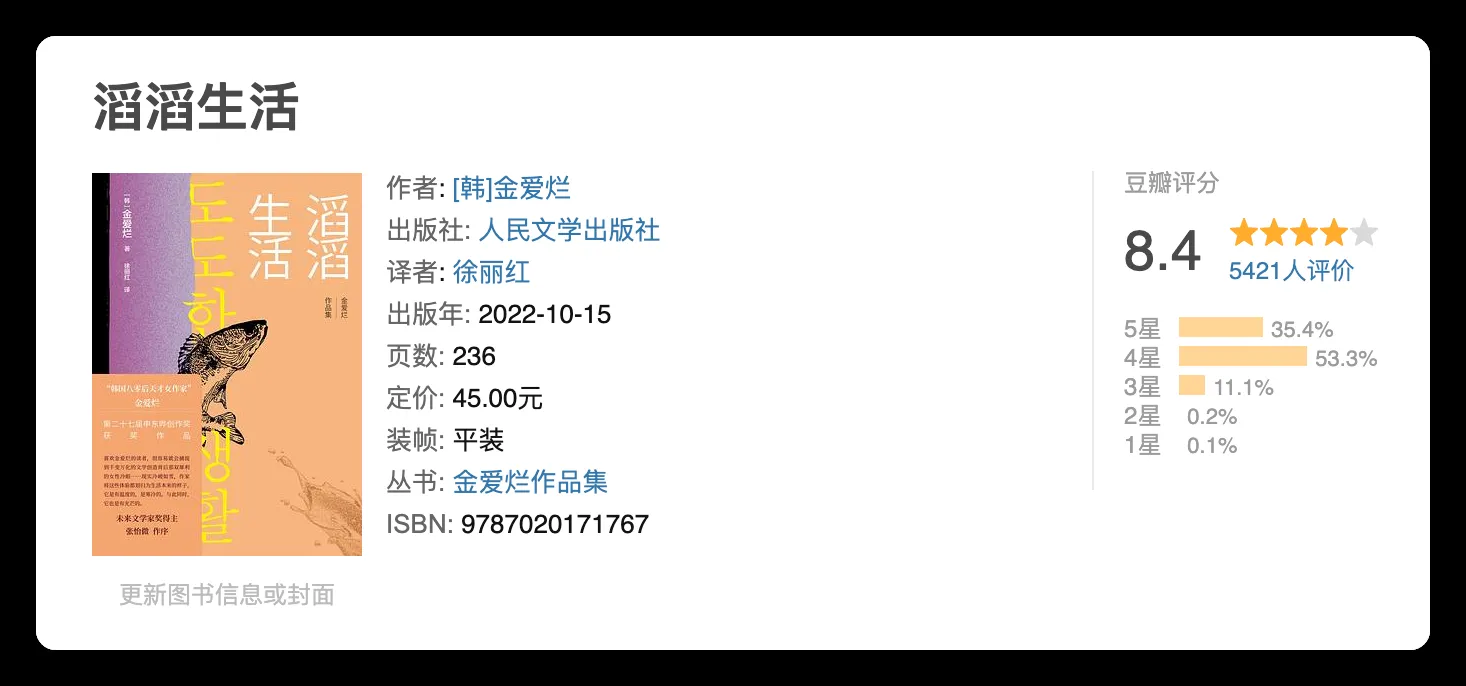 滔滔生活
[韩]金爱烂 著 徐丽红 译
도도한 생활
滔滔
生活
金爱烂
作品集
“韩国八零后天才女作家”
金爱烂
第二十七届申东晔创作奖
获奖作品
未来文学家奖得主
张怡微 作序
更新图书信息或封面
作者: [韩]金爱烂
出版社: 人民文学出版社
译者: 徐丽红
出版年: 2022-10-15
页数: 236
定价: 45.00元
装帧: 平装
丛书: 金爱烂作品集
ISBN: 9787020171767
豆瓣评分
8.4
5421人评价
5星 35.4%
4星 53.3%
3星 11.1%
2星 0.2%
1星 0.1%